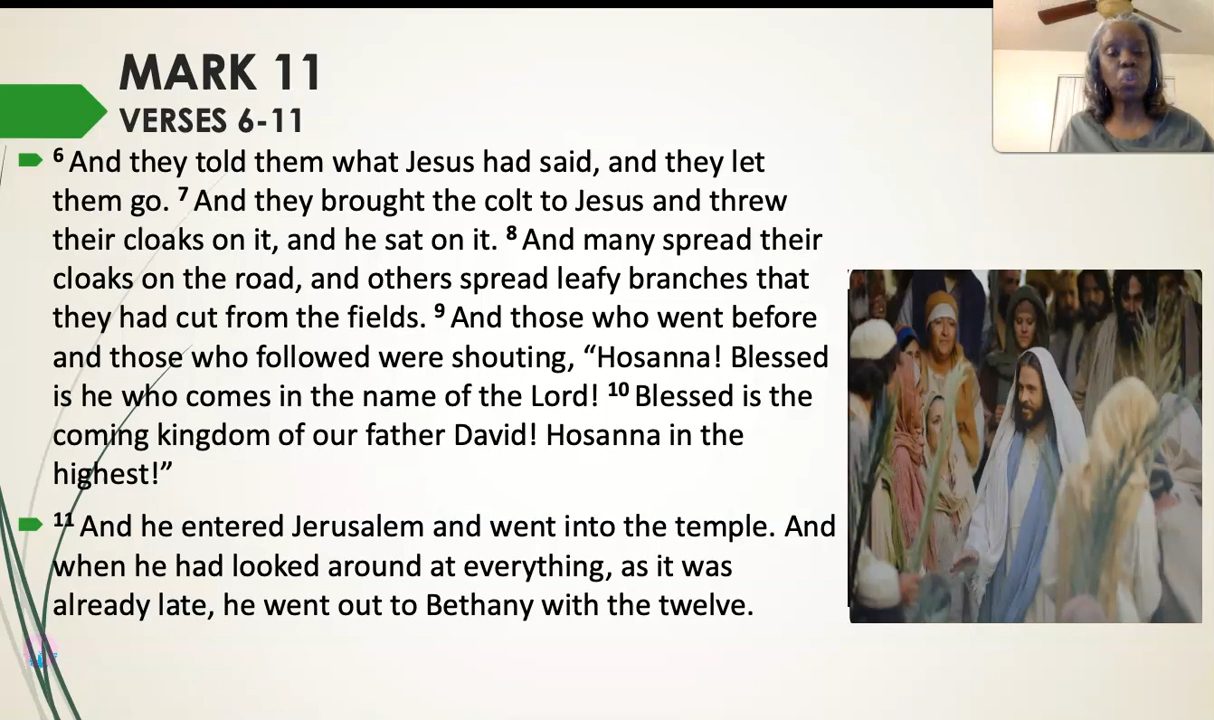 MARK 11
VERSES 6-11
⁶ And they told them what Jesus had said, and they let
them go. ⁷ And they brought the colt to Jesus and threw
their cloaks on it, and he sat on it. ⁸ And many spread their
cloaks on the road, and others spread leafy branches that
they had cut from the fields. ⁹ And those who went before
and those who followed were shouting, “Hosanna! Blessed
is he who comes in the name of the Lord! ¹⁰ Blessed is the
coming kingdom of our father David! Hosanna in the
highest!”
¹¹ And he entered Jerusalem and went into the temple. And
when he had looked around at everything, as it was
already late, he went out to Bethany with the twelve.